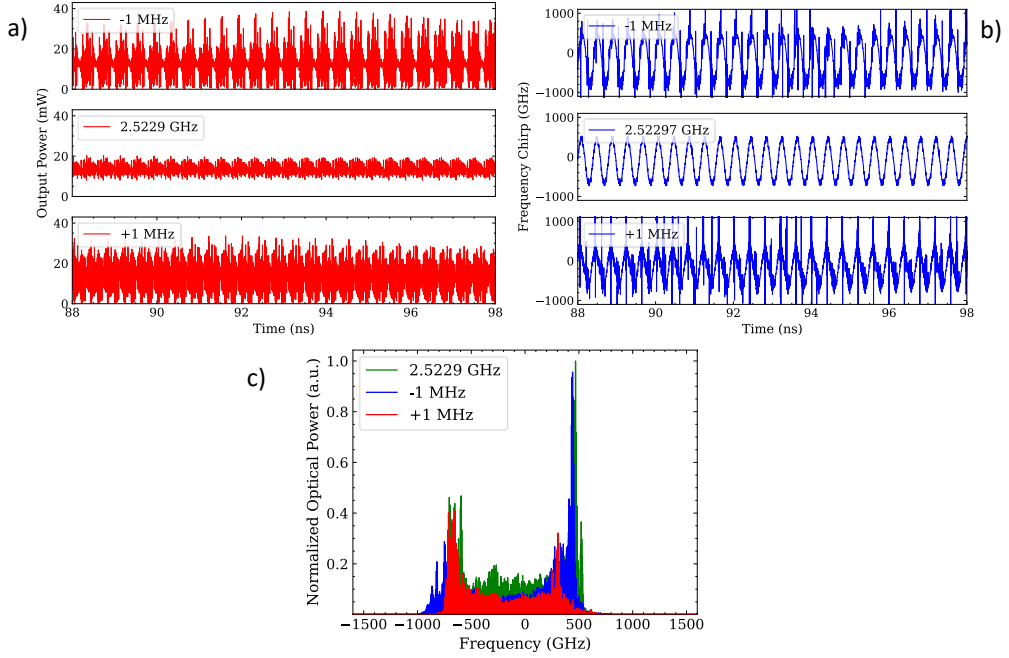 a)
-1 MHz
40
20
0
2.5229 GHz
40
20
0
+1 MHz
40
20
0
Output Power (mW)
88 90 92 94 96 98
Time (ns)
b)
-1 MHz
1000
0
−1000
2.52297 GHz
1000
0
−1000
+1 MHz
1000
0
−1000
Frequency Chirp (GHz)
88 90 92 94 96 98
Time (ns)
c)
2.5229 GHz
-1 MHz
+1 MHz
1.0
0.8
0.6
0.4
0.2
Normalized Optical Power (a.u.)
−1500 −1000 −500 0 500 1000 1500
Frequency (GHz)